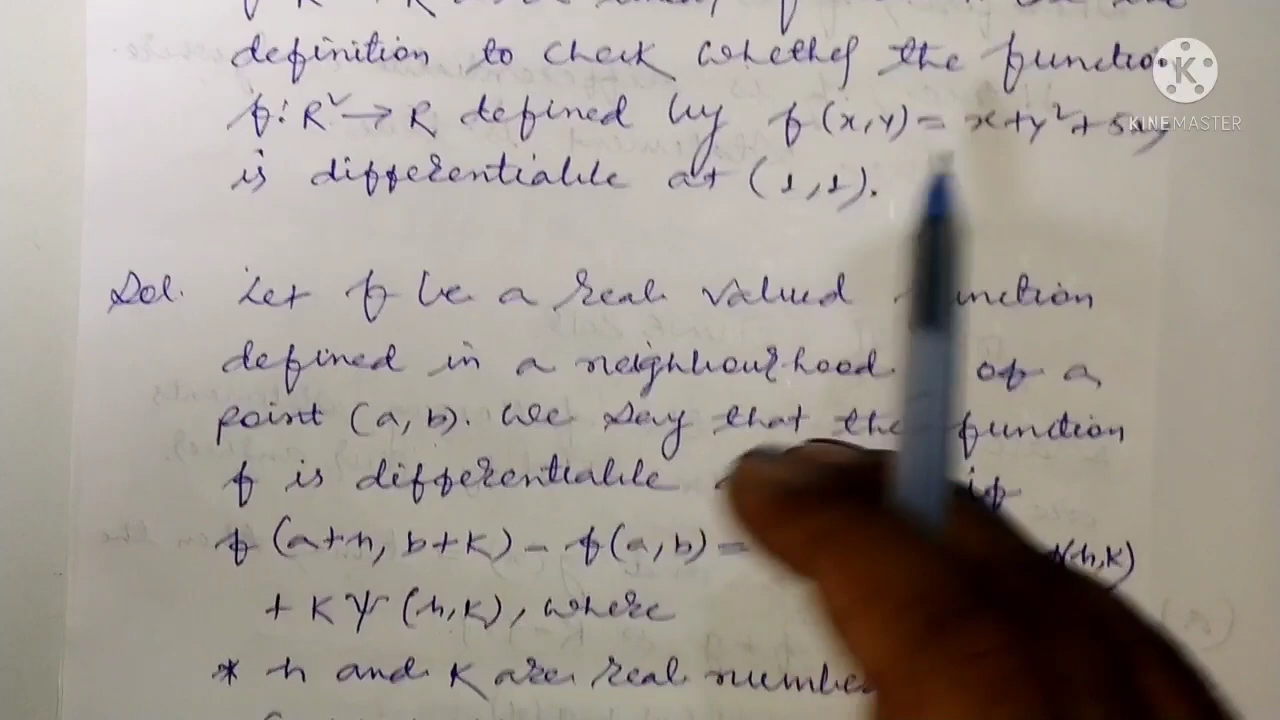 definition to check whether the function
f: R² → R defined by f(x,y) = x+y²+5xy
KINEMASTER
is differentiable at (1,1).
Sol. Let f be a real valued function
defined in a neighbourhood of a
point (a,b). We say that the function
f is differentiable if
f(a+h, b+k) - f(a,b) = (h,k)
+ kψ(h,k), where
* h and k are real